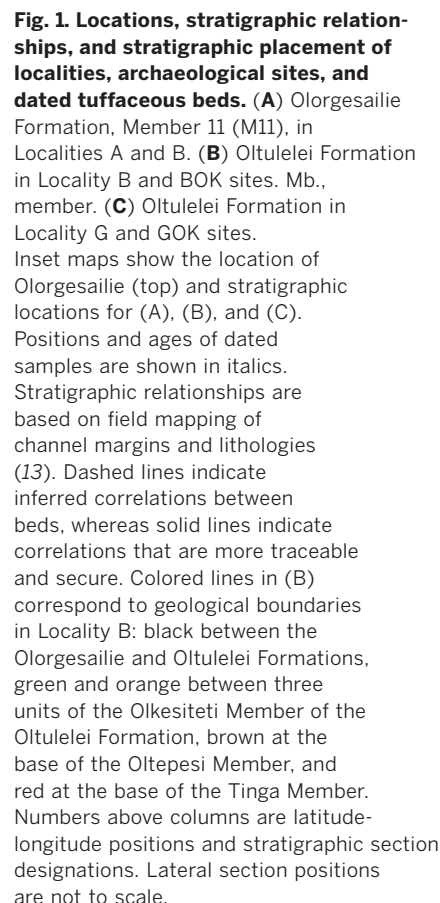 Fig. 1. Locations, stratigraphic relation-
ships, and stratigraphic placement of
localities, archaeological sites, and
dated tuffaceous beds. (A) Olorgesailie
Formation, Member 11 (M11), in
Localities A and B. (B) Oltulelei Formation
in Locality B and BOK sites. Mb.,
member. (C) Oltulelei Formation in
Locality G and GOK sites.
Inset maps show the location of
Olorgesailie (top) and stratigraphic
locations for (A), (B), and (C).
Positions and ages of dated
samples are shown in italics.
Stratigraphic relationships are
based on field mapping of
channel margins and lithologies
(13). Dashed lines indicate
inferred correlations between
beds, whereas solid lines indicate
correlations that are more traceable
and secure. Colored lines in (B)
correspond to geological boundaries
in Locality B: black between the
Olorgesailie and Oltulelei Formations,
green and orange between three
units of the Olkesiteti Member of the
Oltulelei Formation, brown at the
base of the Oltepesi Member, and
red at the base of the Tinga Member.
Numbers above columns are latitude-
longitude positions and stratigraphic section
designations. Lateral section positions
are not to scale.